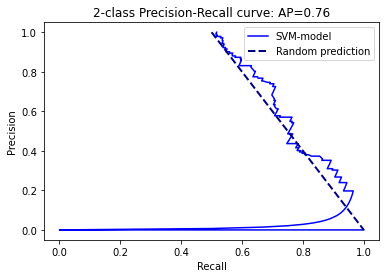 2-class Precision-Recall curve: AP=0.76
1.0
0.8
0.6
0.4
0.2
0.0
Precision
SVM-model
Random prediction
0.0 0.2 0.4 0.6 0.8 1.0
Recall